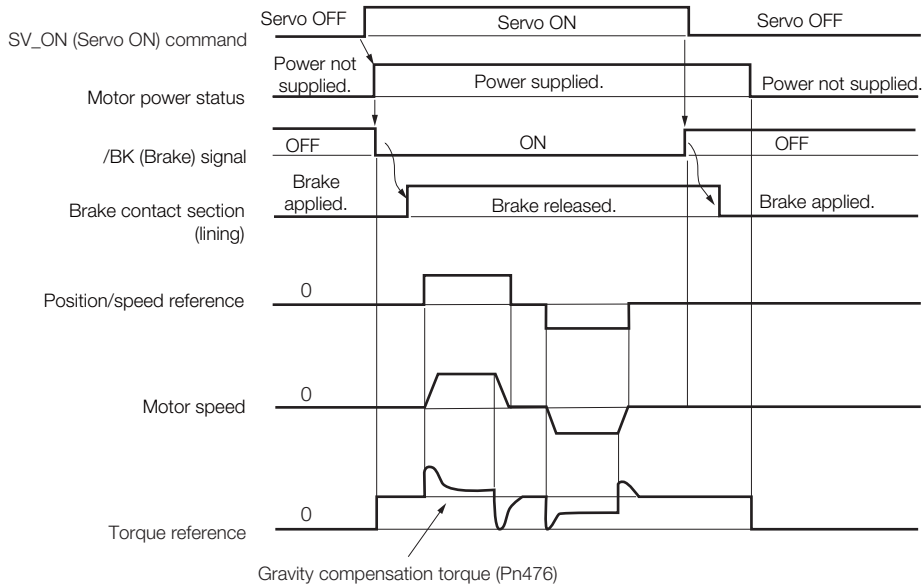 Servo OFF
Servo ON
Servo OFF
SV_ON (Servo ON) command
Power not
supplied.
Power supplied.
Power not supplied.
Motor power status
OFF
ON
OFF
/BK (Brake) signal
Brake
applied.
Brake released.
Brake applied.
Brake contact section
(lining)
0
Position/speed reference
0
Motor speed
0
Torque reference
Gravity compensation torque (Pn476)